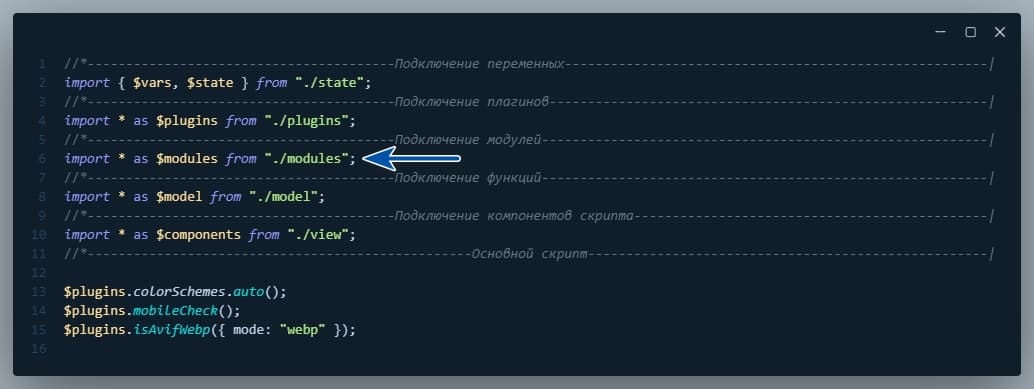 1 //*----------------------------------------Подключение переменных-------------------------------------------------------|
2 import { $vars, $state } from "./state";
3 //*----------------------------------------Подключение плагинов---------------------------------------------------------|
4 import * as $plugins from "./plugins";
5 //*----------------------------------------Подключение модулей----------------------------------------------------------|
6 import * as $modules from "./modules";
7 //*----------------------------------------Подключение функций----------------------------------------------------------|
8 import * as $model from "./model";
9 //*----------------------------------------Подключение компонентов скрипта----------------------------------------------|
10 import * as $components from "./view";
11 //*--------------------------------------------------Основной скрипт----------------------------------------------------|
12
13 $plugins.colorSchemes.auto();
14 $plugins.mobileCheck();
15 $plugins.isAvifWebp({ mode: "webp" });
16